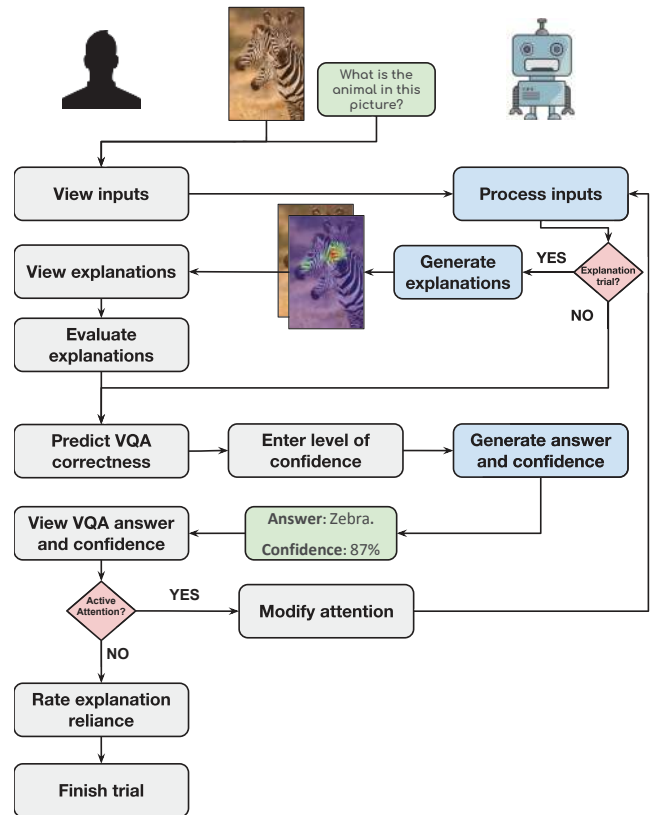 What is the
animal in this
picture?
View inputs
Process inputs
View explanations
Generate
explanations
YES
Explanation
trial?
NO
Evaluate
explanations
Predict VQA
correctness
Enter level of
confidence
Generate answer
and confidence
View VQA answer
and confidence
Answer: Zebra.
Confidence: 87%
Active
Attention?
YES
Modify attention
NO
Rate explanation
reliance
Finish trial